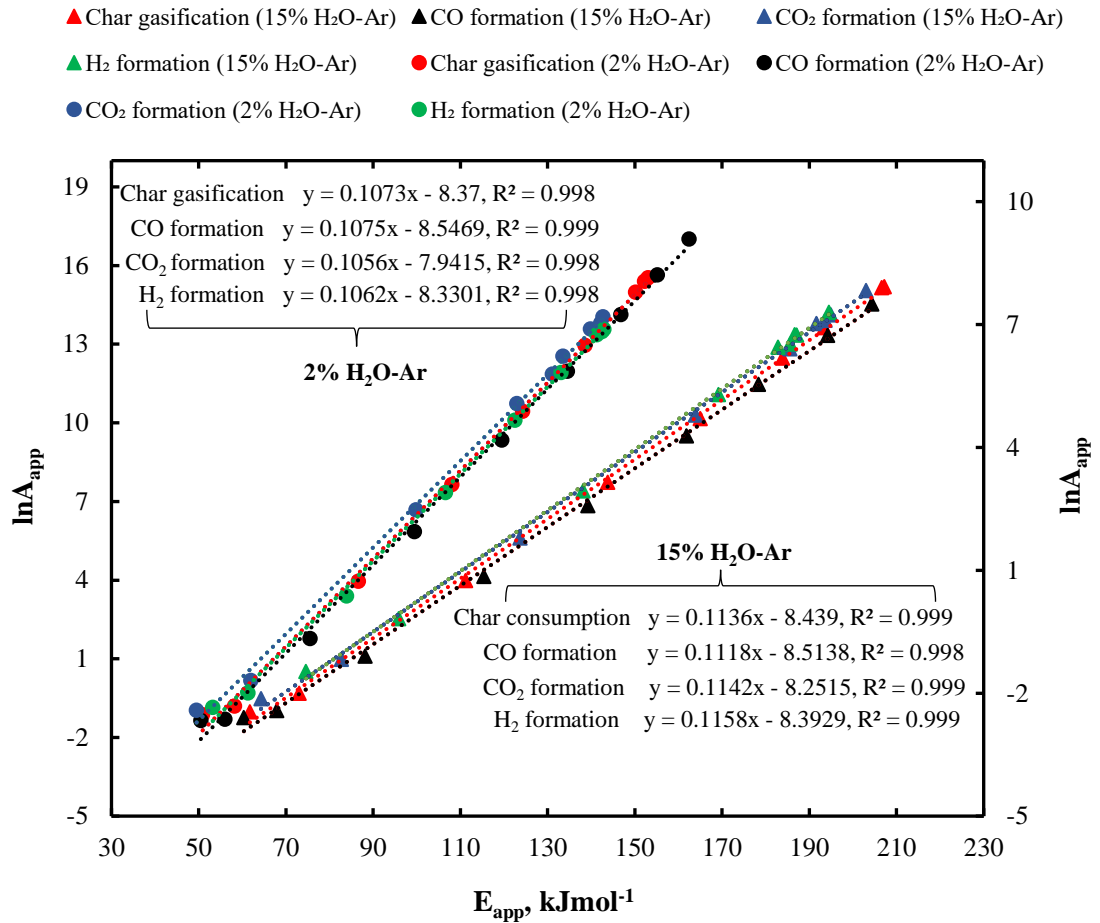 Char gasification (15% H₂O-Ar) CO formation (15% H₂O-Ar) CO₂ formation (15% H₂O-Ar)
H₂ formation (15% H₂O-Ar) Char gasification (2% H₂O-Ar) CO formation (2% H₂O-Ar)
CO₂ formation (2% H₂O-Ar) H₂ formation (2% H₂O-Ar)
19
16
13
10
7
4
1
-2
-5
lnA_app
Char gasification y = 0.1073x - 8.37, R² = 0.998
CO formation y = 0.1075x - 8.5469, R² = 0.999
CO₂ formation y = 0.1056x - 7.9415, R² = 0.998
H₂ formation y = 0.1062x - 8.3301, R² = 0.998
2% H₂O-Ar
15% H₂O-Ar
Char consumption y = 0.1136x - 8.439, R² = 0.999
CO formation y = 0.1118x - 8.5138, R² = 0.998
CO₂ formation y = 0.1142x - 8.2515, R² = 0.999
H₂ formation y = 0.1158x - 8.3929, R² = 0.999
10
7
4
1
-2
-5
lnA_app
30 50 70 90 110 130 150 170 190 210 230
E_app, kJmol⁻¹